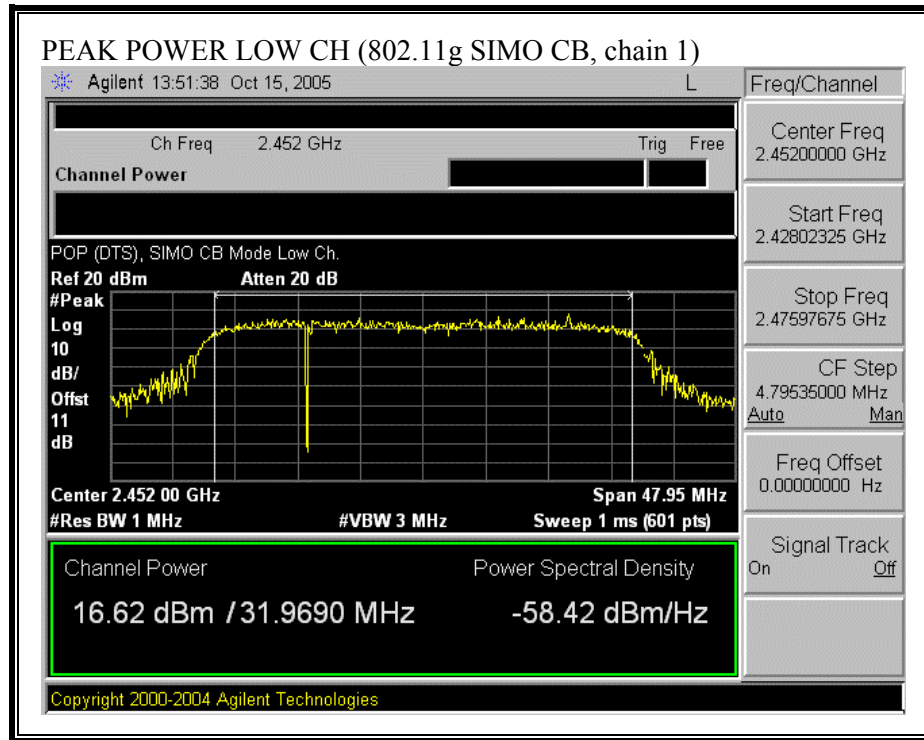 PEAK POWER LOW CH (802.11g SIMO CB, chain 1)
Agilent 13:51:38 Oct 15, 2005 L
Freq/Channel
Ch Freq 2.452 GHz Trig Free
Channel Power
Center Freq
2.45200000 GHz
Start Freq
2.42802325 GHz
Stop Freq
2.47597675 GHz
CF Step
4.79535000 MHz
Auto Man
Freq Offset
0.00000000 Hz
Signal Track
On Off
POP (DTS), SIMO CB Mode Low Ch.
Ref 20 dBm Atten 20 dB
#Peak
Log
10
dB/
Offst
11
dB
Center 2.452 00 GHz Span 47.95 MHz
#Res BW 1 MHz #VBW 3 MHz Sweep 1 ms (601 pts)
Channel Power Power Spectral Density
16.62 dBm / 31.9690 MHz -58.42 dBm/Hz
Copyright 2000-2004 Agilent Technologies